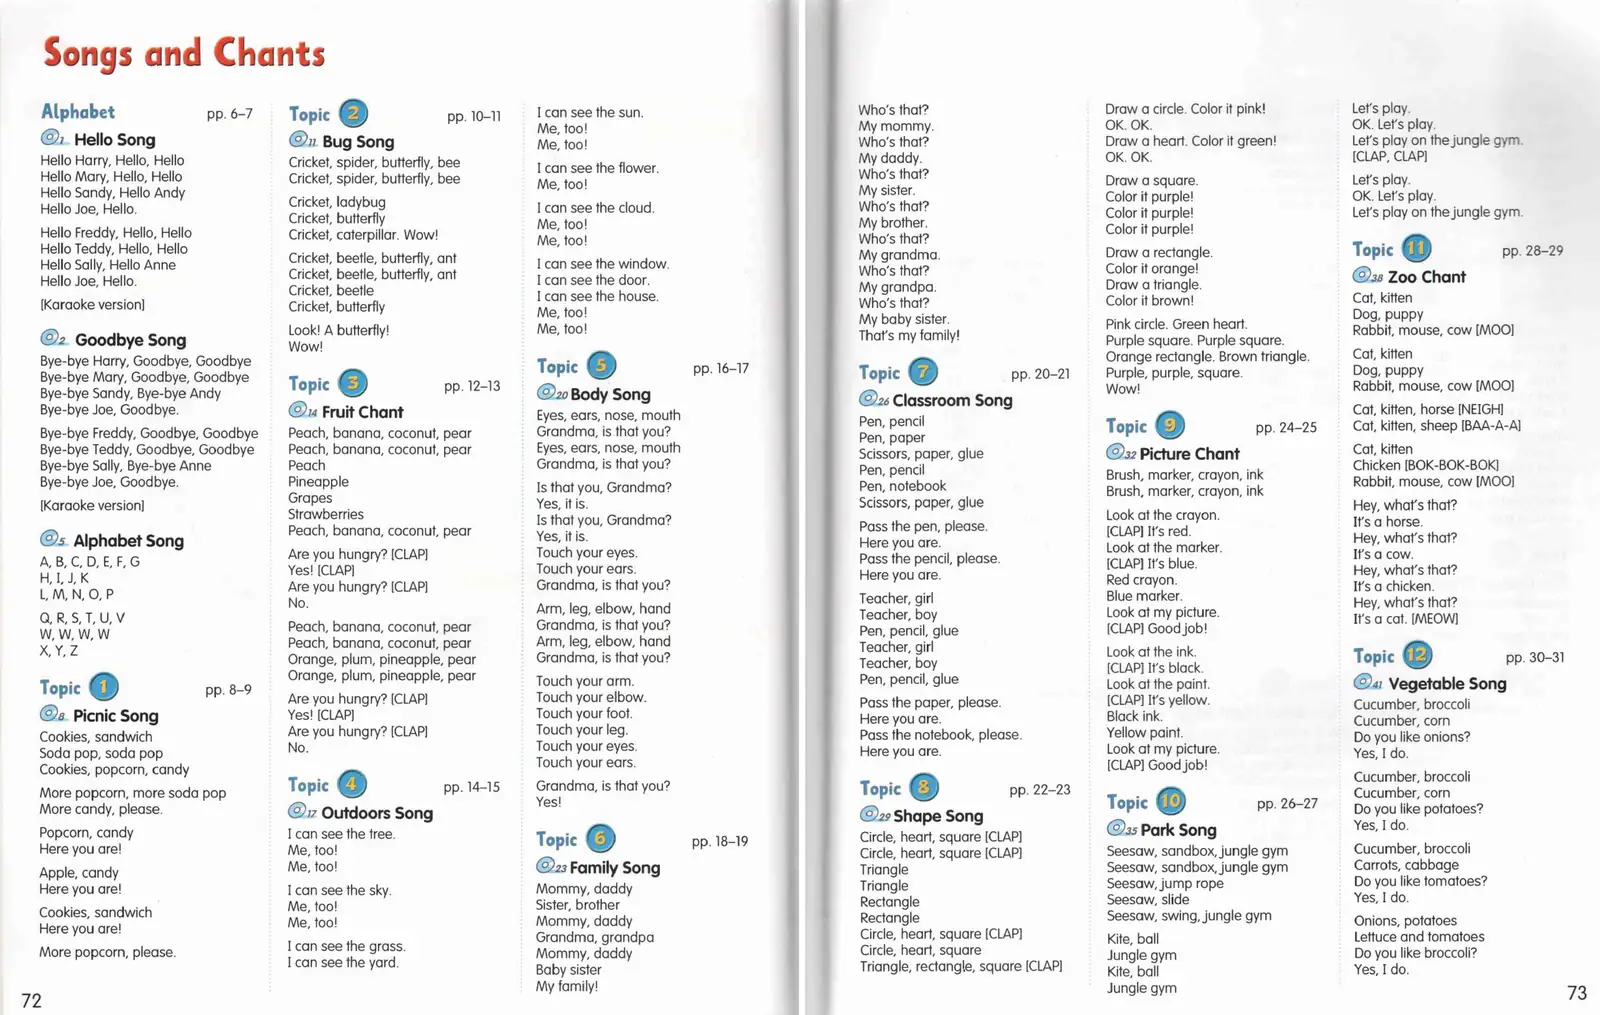 Songs and Chants
Alphabet pp. 6–7
1 Hello Song
Hello Harry, Hello, Hello
Hello Mary, Hello, Hello
Hello Sandy, Hello Andy
Hello Joe, Hello.
Hello Freddy, Hello, Hello
Hello Teddy, Hello, Hello
Hello Sally, Hello Anne
Hello Joe, Hello.
[Karaoke version]
2 Goodbye Song
Bye-bye Harry, Goodbye, Goodbye
Bye-bye Mary, Goodbye, Goodbye
Bye-bye Sandy, Bye-bye Andy
Bye-bye Joe, Goodbye.
Bye-bye Freddy, Goodbye, Goodbye
Bye-bye Teddy, Goodbye, Goodbye
Bye-bye Sally, Bye-bye Anne
Bye-bye Joe, Goodbye.
[Karaoke version]
5 Alphabet Song
A, B, C, D, E, F, G
H, I, J, K
L, M, N, O, P
Q, R, S, T, U, V
W, W, W, W
X, Y, Z
Topic 1 pp. 8–9
8 Picnic Song
Cookies, sandwich
Soda pop, soda pop
Cookies, popcorn, candy
More popcorn, more soda pop
More candy, please.
Popcorn, candy
Here you are!
Apple, candy
Here you are!
Cookies, sandwich
Here you are!
More popcorn, please.
72
Topic 2 pp. 10–11
11 Bug Song
Cricket, spider, butterfly, bee
Cricket, spider, butterfly, bee
Cricket, ladybug
Cricket, butterfly
Cricket, caterpillar. Wow!
Cricket, beetle, butterfly, ant
Cricket, beetle, butterfly, ant
Cricket, beetle
Cricket, butterfly
Look! A butterfly!
Wow!
Topic 3 pp. 12–13
14 Fruit Chant
Peach, banana, coconut, pear
Peach, banana, coconut, pear
Peach
Pineapple
Grapes
Strawberries
Peach, banana, coconut, pear
Are you hungry? [CLAP]
Yes! [CLAP]
Are you hungry? [CLAP]
No.
Peach, banana, coconut, pear
Peach, banana, coconut, pear
Orange, plum, pineapple, pear
Orange, plum, pineapple, pear
Are you hungry? [CLAP]
Yes! [CLAP]
Are you hungry? [CLAP]
No.
Topic 4 pp. 14–15
17 Outdoors Song
I can see the tree.
Me, too!
Me, too!
I can see the sky.
Me, too!
Me, too!
I can see the grass.
I can see the yard.
I can see the sun.
Me, too!
Me, too!
I can see the flower.
Me, too!
I can see the cloud.
Me, too!
Me, too!
I can see the window.
I can see the door.
I can see the house.
Me, too!
Me, too!
Topic 5 pp. 16–17
20 Body Song
Eyes, ears, nose, mouth
Grandma, is that you?
Eyes, ears, nose, mouth
Grandma, is that you?
Is that you, Grandma?
Yes, it is.
Is that you, Grandma?
Yes, it is.
Touch your eyes.
Touch your ears.
Grandma, is that you?
Arm, leg, elbow, hand
Grandma, is that you?
Arm, leg, elbow, hand
Grandma, is that you?
Touch your arm.
Touch your elbow.
Touch your foot.
Touch your leg.
Touch your eyes.
Touch your ears.
Grandma, is that you?
Yes!
Topic 6 pp. 18–19
23 Family Song
Mommy, daddy
Sister, brother
Mommy, daddy
Grandma, grandpa
Mommy, daddy
Baby sister
My family!
Who's that?
My mommy.
Who's that?
My daddy.
Who's that?
My sister.
Who's that?
My brother.
Who's that?
My grandma.
Who's that?
My grandpa.
Who's that?
My baby sister.
That's my family!
Topic 7 pp. 20–21
26 Classroom Song
Pen, pencil
Pen, paper
Scissors, paper, glue
Pen, pencil
Pen, notebook
Scissors, paper, glue
Pass the pen, please.
Here you are.
Pass the pencil, please.
Here you are.
Teacher, girl
Teacher, boy
Pen, pencil, glue
Teacher, girl
Teacher, boy
Pen, pencil, glue
Pass the paper, please.
Here you are.
Pass the notebook, please.
Here you are.
Topic 8 pp. 22–23
29 Shape Song
Circle, heart, square [CLAP]
Circle, heart, square [CLAP]
Triangle
Triangle
Rectangle
Rectangle
Circle, heart, square [CLAP]
Circle, heart, square
Triangle, rectangle, square [CLAP]
Draw a circle. Color it pink!
OK. OK.
Draw a heart. Color it green!
OK. OK.
Draw a square.
Color it purple!
Color it purple!
Color it purple!
Draw a rectangle.
Color it orange!
Draw a triangle.
Color it brown!
Pink circle. Green heart.
Purple square. Purple square.
Orange rectangle. Brown triangle.
Purple, purple, square.
Wow!
Topic 9 pp. 24–25
32 Picture Chant
Brush, marker, crayon, ink
Brush, marker, crayon, ink
Look at the crayon.
[CLAP] It's red.
Look at the marker.
[CLAP] It's blue.
Red crayon.
Blue marker.
Look at my picture.
[CLAP] Good job!
Look at the ink.
[CLAP] It's black.
Look at the paint.
[CLAP] It's yellow.
Black ink.
Yellow paint.
Look at my picture.
[CLAP] Good job!
Topic 10 pp. 26–27
35 Park Song
Seesaw, sandbox, jungle gym
Seesaw, sandbox, jungle gym
Seesaw, jump rope
Seesaw, slide
Seesaw, swing, jungle gym
Kite, ball
Jungle gym
Kite, ball
Jungle gym
Let's play.
OK. Let's play.
Let's play on the jungle gym.
[CLAP, CLAP]
Let's play.
OK. Let's play.
Let's play on the jungle gym.
Topic 11 pp. 28–29
38 Zoo Chant
Cat, kitten
Dog, puppy
Rabbit, mouse, cow [MOO]
Cat, kitten
Dog, puppy
Rabbit, mouse, cow [MOO]
Cat, kitten, horse [NEIGH]
Cat, kitten, sheep [BAA-A-A]
Cat, kitten
Chicken [BOK-BOK-BOK]
Rabbit, mouse, cow [MOO]
Hey, what's that?
It's a horse.
Hey, what's that?
It's a cow.
Hey, what's that?
It's a chicken.
Hey, what's that?
It's a cat. [MEOW]
Topic 12 pp. 30–31
41 Vegetable Song
Cucumber, broccoli
Cucumber, corn
Do you like onions?
Yes, I do.
Cucumber, broccoli
Cucumber, corn
Do you like potatoes?
Yes, I do.
Cucumber, broccoli
Carrots, cabbage
Do you like tomatoes?
Yes, I do.
Onions, potatoes
Lettuce and tomatoes
Do you like broccoli?
Yes, I do.
73